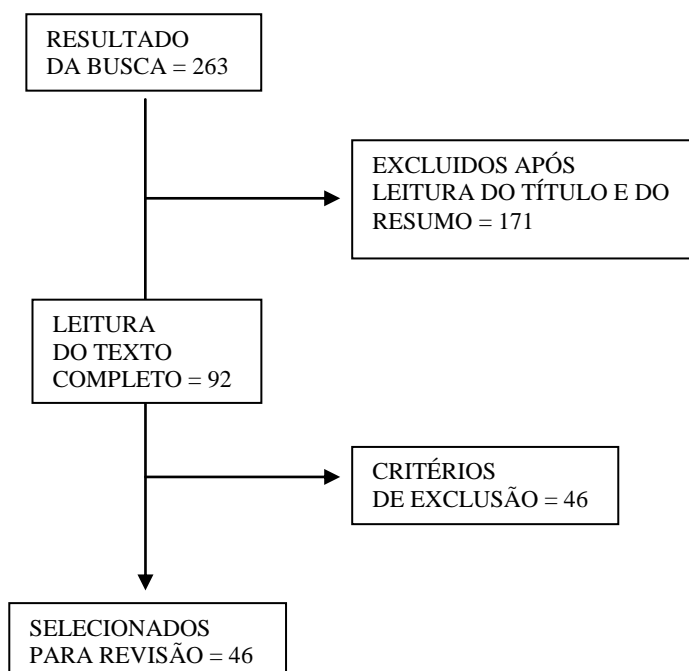 RESULTADO
DA BUSCA = 263
EXCLUIDOS APÓS
LEITURA DO TÍTULO E DO
RESUMO = 171
LEITURA
DO TEXTO
COMPLETO = 92
CRITÉRIOS
DE EXCLUSÃO = 46
SELECIONADOS
PARA REVISÃO = 46